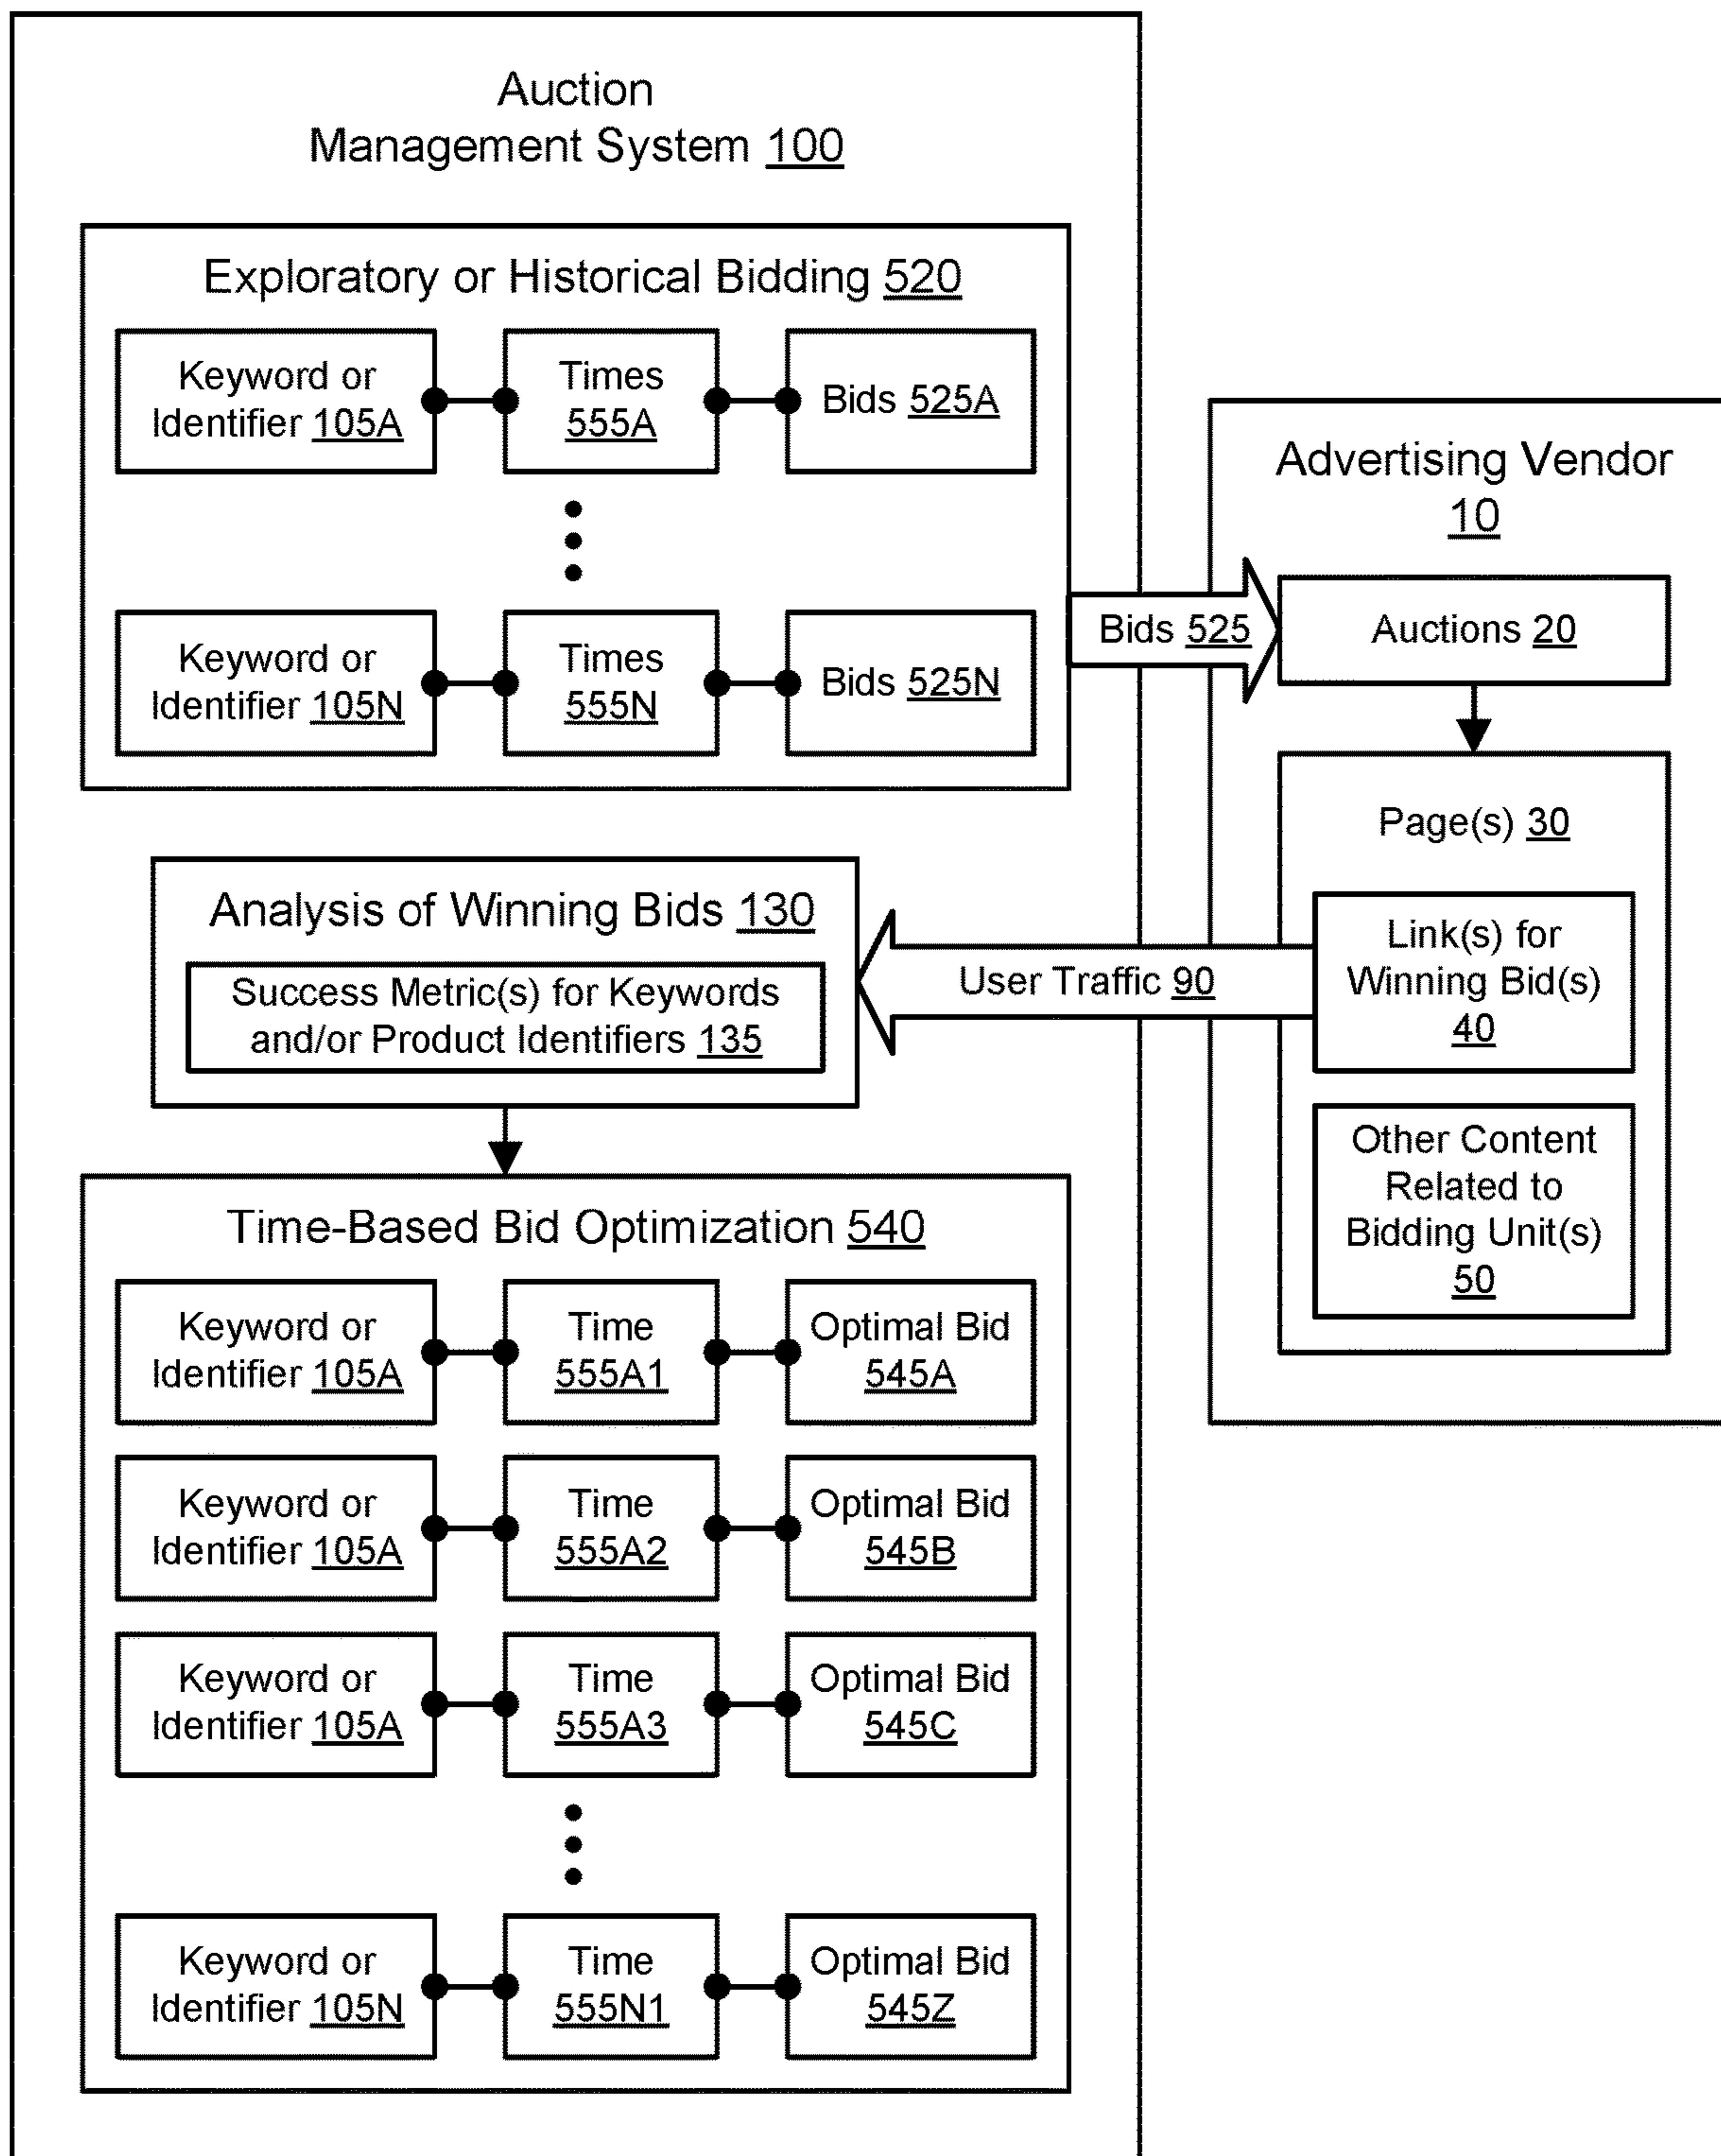 Auction
Management System 100
Exploratory or Historical Bidding 520
Keyword or
Identifier 105A
Times
555A
Bids 525A
Keyword or
Identifier 105N
Times
555N
Bids 525N
Bids 525
Advertising Vendor
10
Auctions 20
Page(s) 30
Link(s) for
Winning Bid(s)
40
Other Content
Related to
Bidding Unit(s)
50
User Traffic 90
Analysis of Winning Bids 130
Success Metric(s) for Keywords
and/or Product Identifiers 135
Time-Based Bid Optimization 540
Keyword or
Identifier 105A
Time
555A1
Optimal Bid
545A
Keyword or
Identifier 105A
Time
555A2
Optimal Bid
545B
Keyword or
Identifier 105A
Time
555A3
Optimal Bid
545C
Keyword or
Identifier 105N
Time
555N1
Optimal Bid
545Z